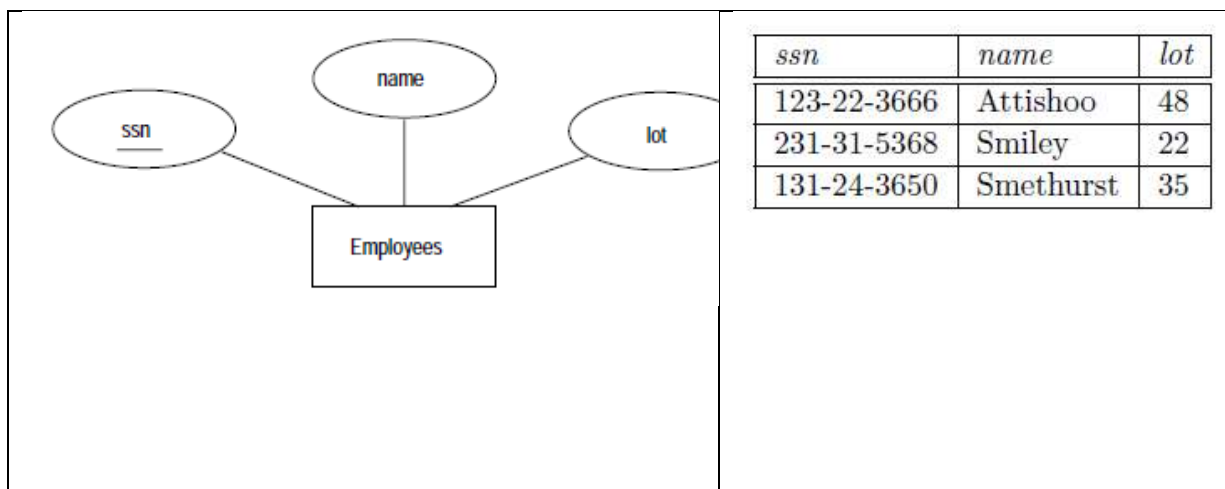 name
ssn
lot
Employees
ssn name lot
123-22-3666 Attishoo 48
231-31-5368 Smiley 22
131-24-3650 Smethurst 35